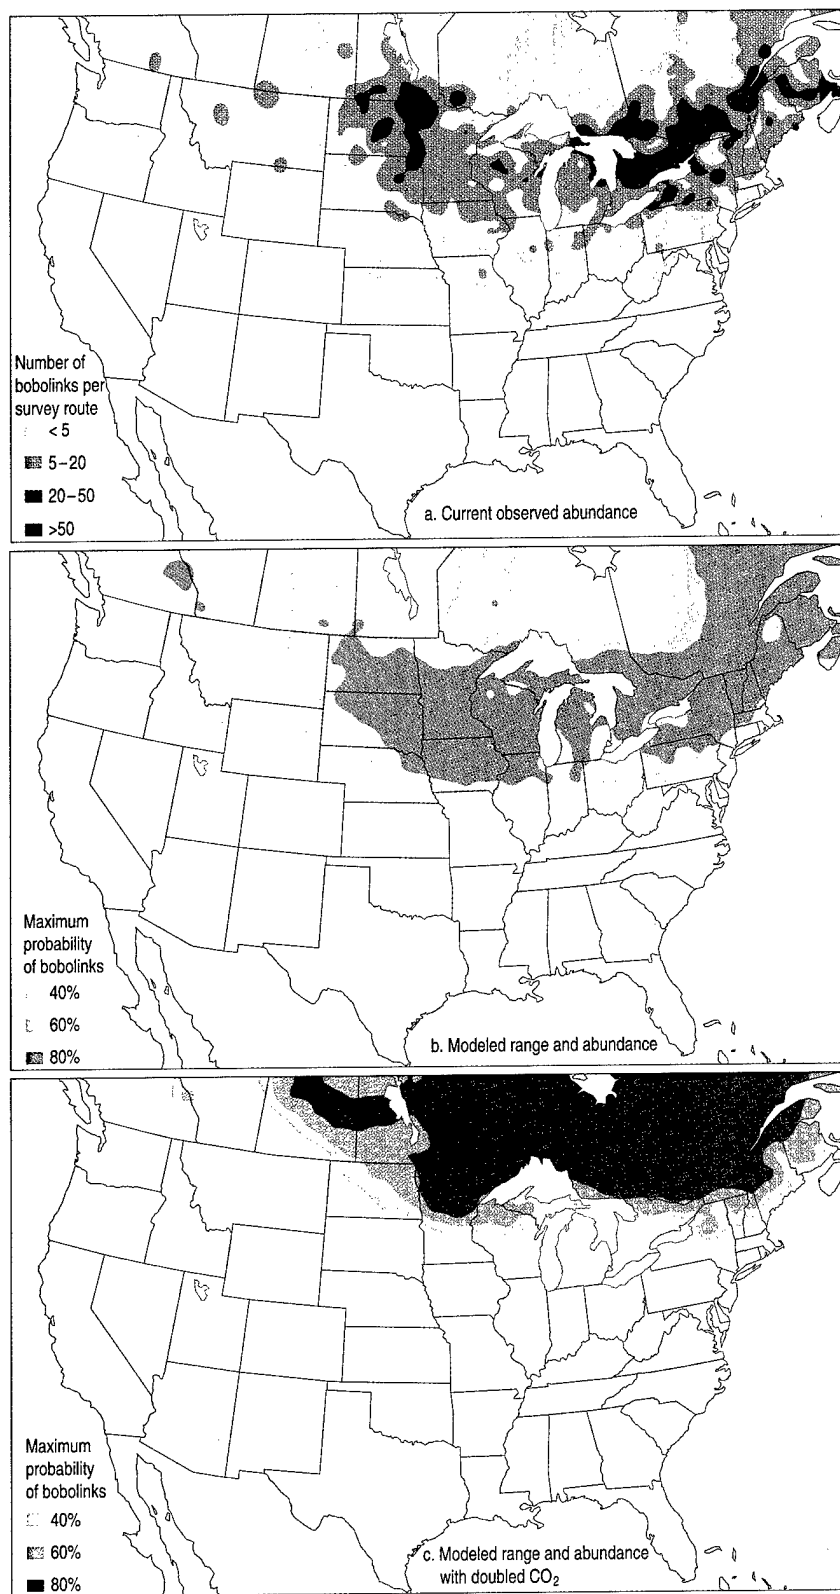 Number of
bobolinks per
survey route
< 5
5–20
20–50
>50
a. Current observed abundance
Maximum
probability
of bobolinks
40%
60%
80%
b. Modeled range and abundance
Maximum
probability
of bobolinks
40%
60%
80%
c. Modeled range and abundance
with doubled CO₂